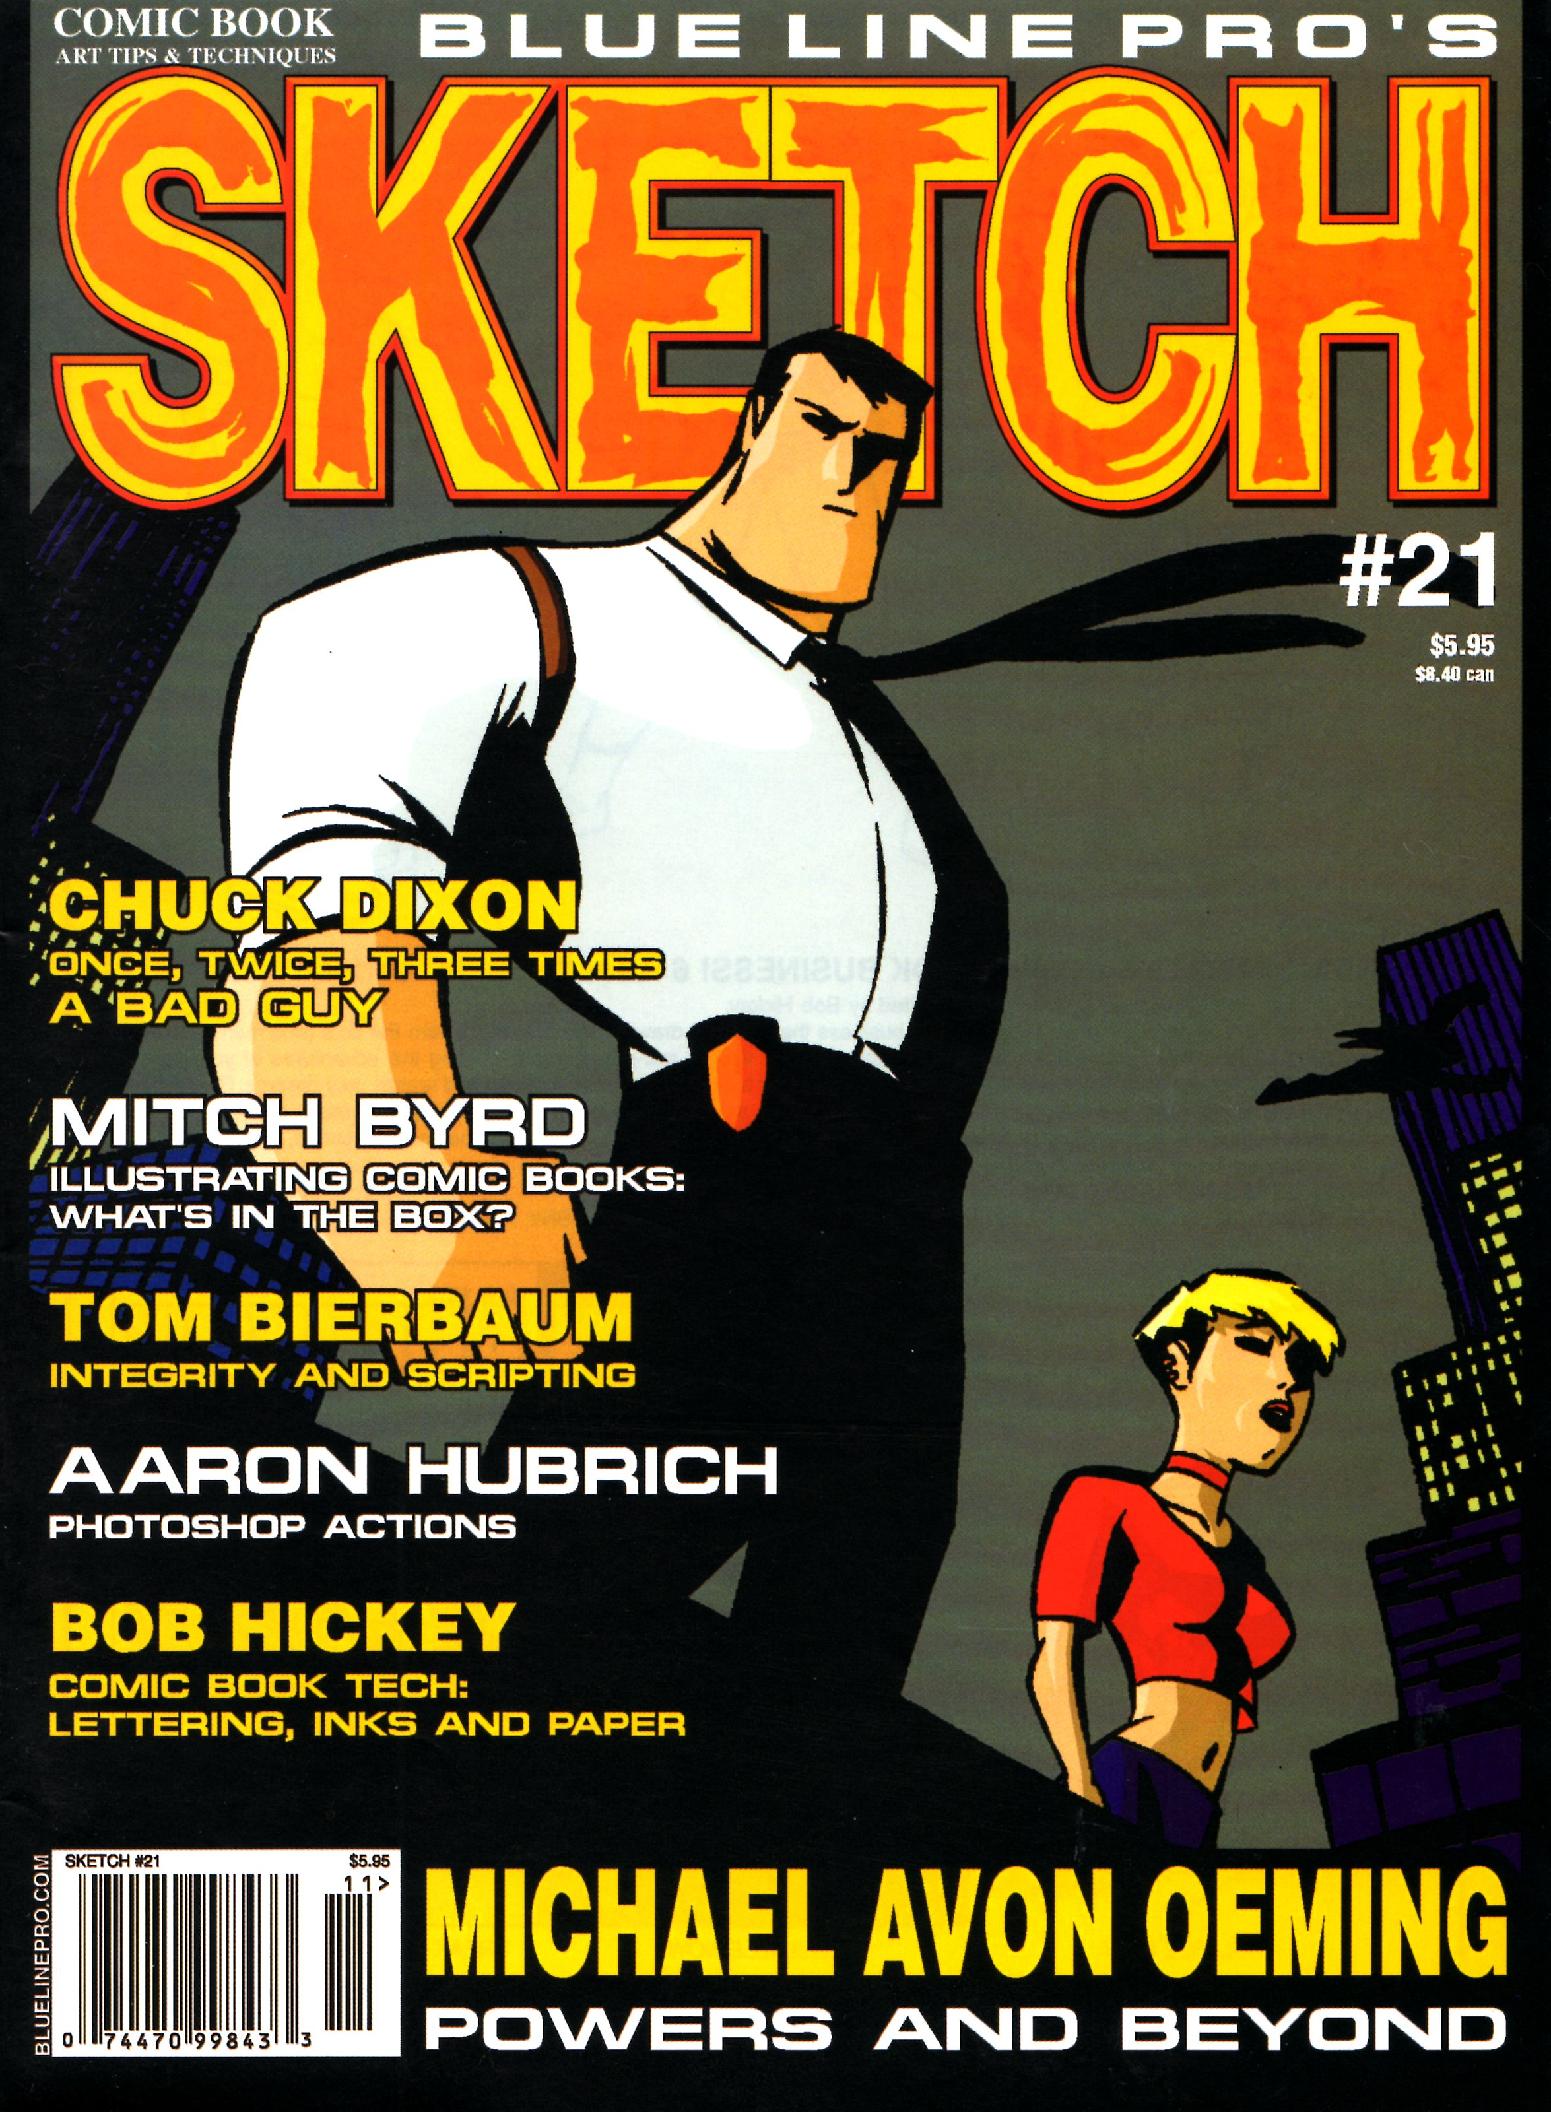 COMIC BOOK
ART TIPS & TECHNIQUES
BLUE LINE PRO'S
SKETCH
#21
$5.95
$8.40 can
CHUCK DIXON
ONCE, TWICE, THREE TIMES
A BAD GUY
MITCH BYRD
ILLUSTRATING COMIC BOOKS:
WHAT'S IN THE BOX?
TOM BIERBAUM
INTEGRITY AND SCRIPTING
AARON HUBRICH
PHOTOSHOP ACTIONS
BOB HICKEY
COMIC BOOK TECH:
LETTERING, INKS AND PAPER
BLUELINEPRO.COM
SKETCH #21 $5.95
11>
0 74470 99843 3
MICHAEL AVON OEMING
POWERS AND BEYOND